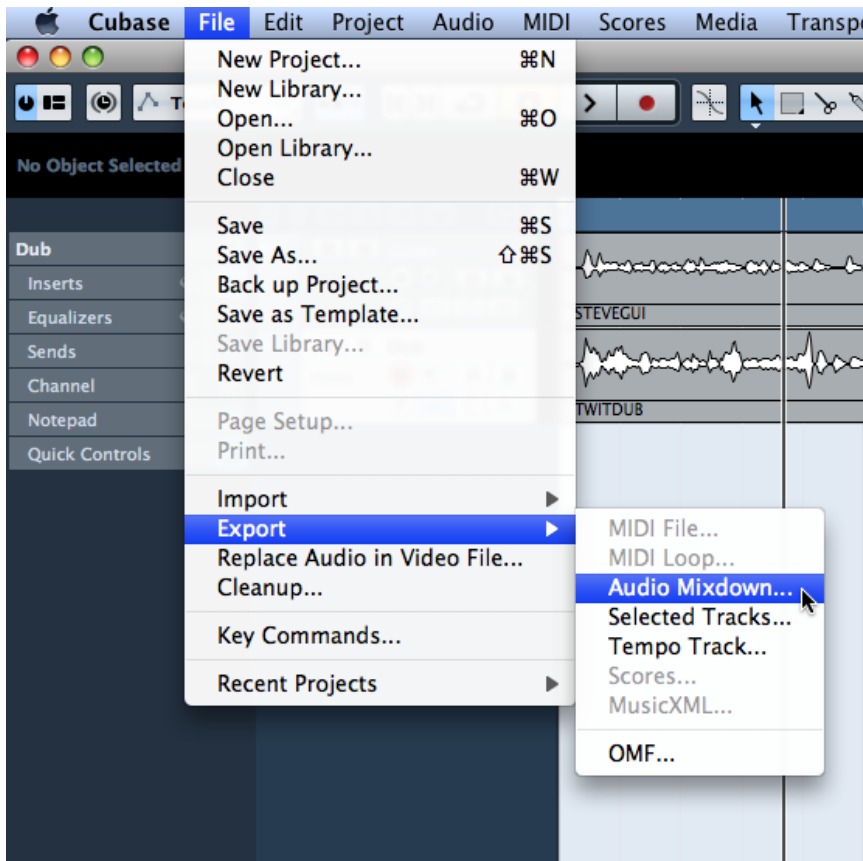 Cubase File Edit Project Audio MIDI Scores Media Transp
No Object Selected
New Project... ⌘N
New Library...
Open... ⌘O
Open Library...
Close ⌘W
Save ⌘S
Save As... ⇧⌘S
Back up Project...
Save as Template...
Save Library...
Revert
Page Setup...
Print...
Import
Export
Replace Audio in Video File...
Cleanup...
Key Commands...
Recent Projects
MIDI File...
MIDI Loop...
Audio Mixdown...
Selected Tracks...
Tempo Track...
Scores...
MusicXML...
OMF...
Dub
Inserts
Equalizers
Sends
Channel
Notepad
Quick Controls
STEVEGUI
TWITDUB